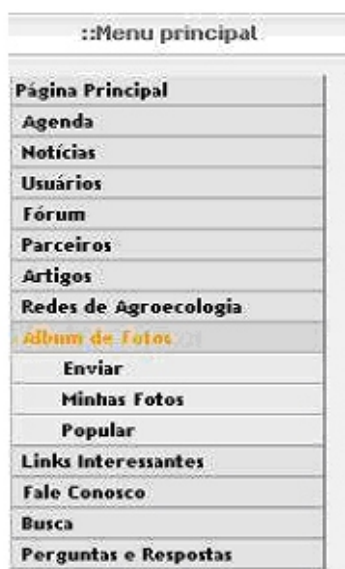 ::Menu principal
Página Principal
Agenda
Notícias
Usuários
Fórum
Parceiros
Artigos
Redes de Agroecologia
Album de Fotos
Enviar
Minhas Fotos
Popular
Links Interessantes
Fale Conosco
Busca
Perguntas e Respostas